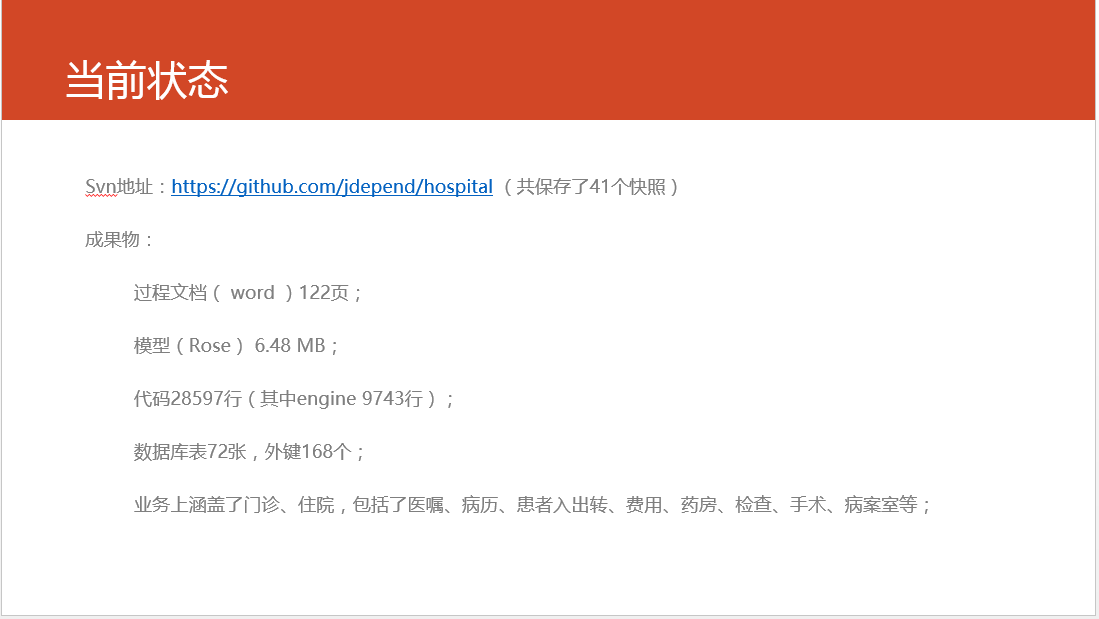 当前状态
Svn地址：https://github.com/jdepend/hospital （共保存了41个快照）
成果物：
过程文档（ word ）122页；
模型（Rose） 6.48 MB；
代码28597行（其中engine 9743行）；
数据库表72张，外键168个；
业务上涵盖了门诊、住院，包括了医嘱、病历、患者入出转、费用、药房、检查、手术、病案室等；